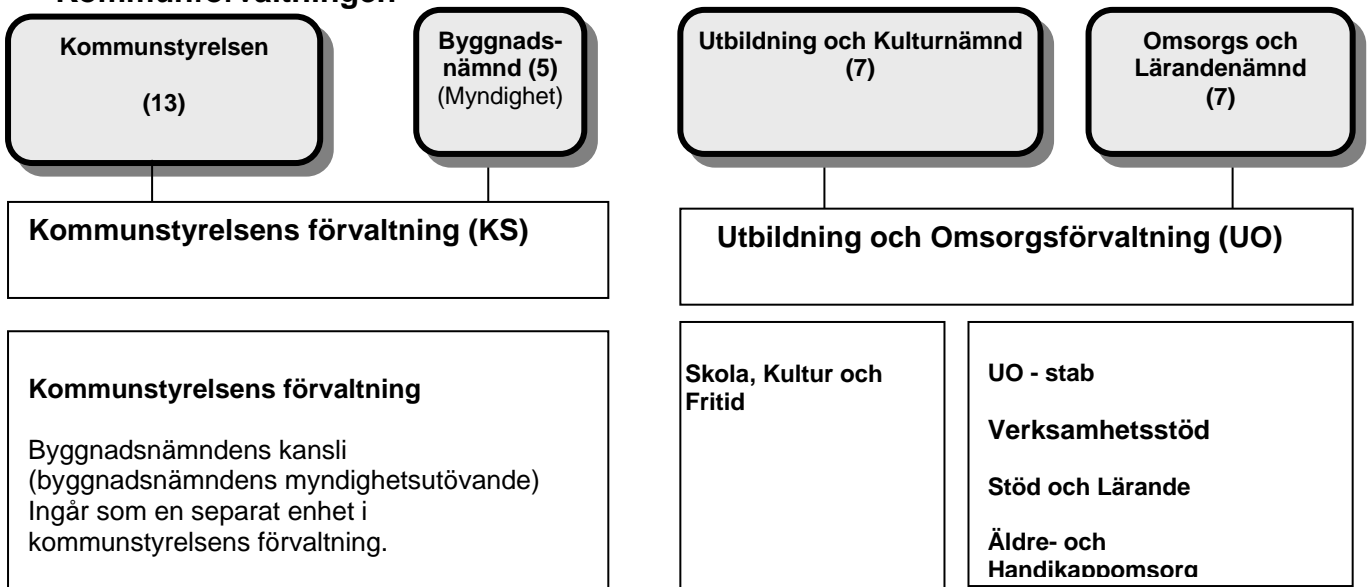 Kommunförvaltningen
Kommunstyrelsen
(13)
Byggnads-
nämnd (5)
(Myndighet)
Utbildning och Kulturnämnd
(7)
Omsorgs och
Lärandenämnd
(7)
Kommunstyrelsens förvaltning (KS)
Utbildning och Omsorgsförvaltning (UO)
Kommunstyrelsens förvaltning
Byggnadsnämndens kansli
(byggnadsnämndens myndighetsutövande)
Ingår som en separat enhet i
kommunstyrelsens förvaltning.
Skola, Kultur och
Fritid
UO - stab
Verksamhetsstöd
Stöd och Lärande
Äldre- och
Handikappomsorg